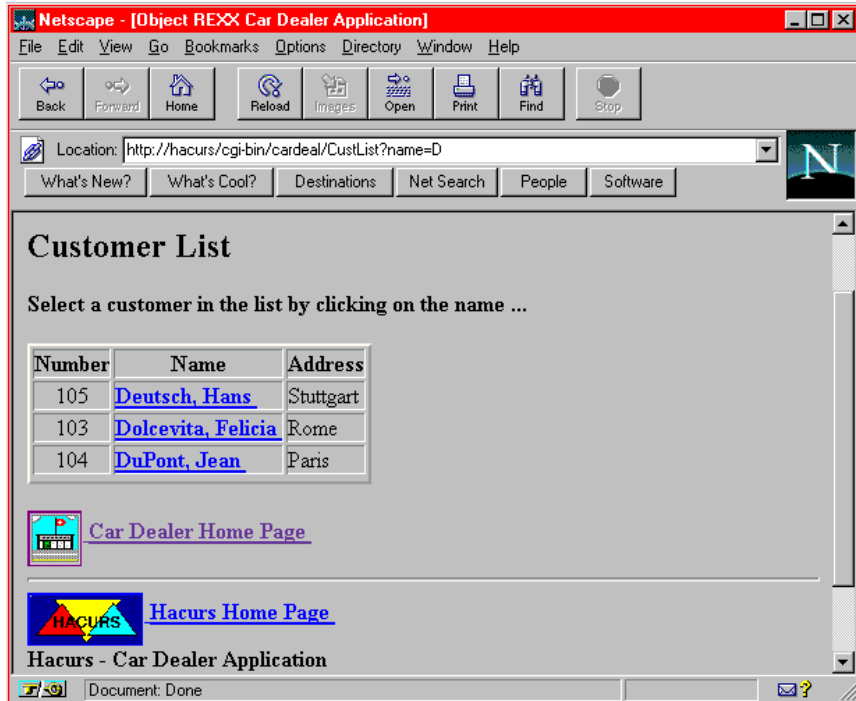 Netscape - [Object REXX Car Dealer Application]
File Edit View Go Bookmarks Options Directory Window Help
Back Forward Home Reload Images Open Print Find Stop
Location: http://hacurs/cgi-bin/cardeal/CustList?name=D
N
What's New? What's Cool? Destinations Net Search People Software
Customer List
Select a customer in the list by clicking on the name ...
Number Name Address
105 Deutsch, Hans Stuttgart
103 Dolcevita, Felicia Rome
104 DuPont, Jean Paris
Car Dealer Home Page
HACURS Hacurs Home Page
Hacurs - Car Dealer Application
Document: Done